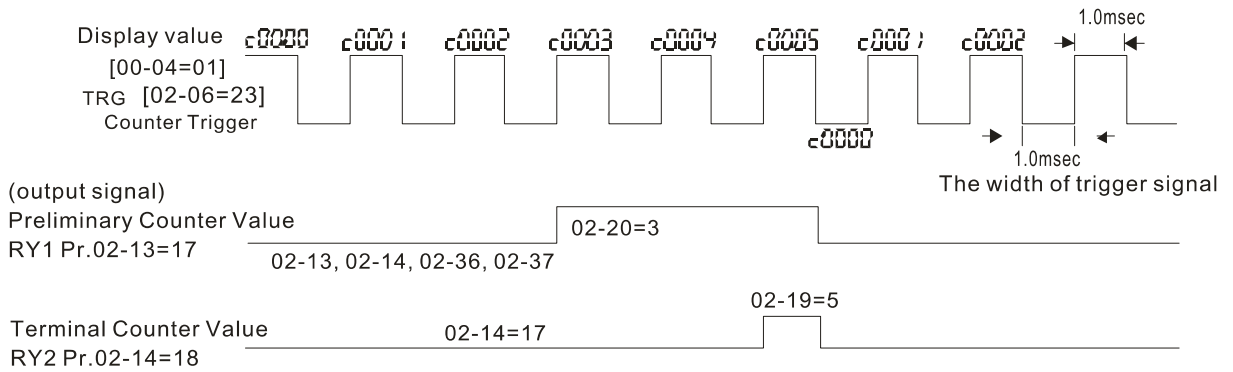 1.0msec
Display value c0000 c0001 c0002 c0003 c0004 c0005 c0001 c0002
[00-04=01]
TRG [02-06=23]
Counter Trigger
c0000
1.0msec
The width of trigger signal
(output signal)
Preliminary Counter Value
RY1 Pr.02-13=17
02-20=3
02-13, 02-14, 02-36, 02-37
02-19=5
Terminal Counter Value
RY2 Pr.02-14=18
02-14=17